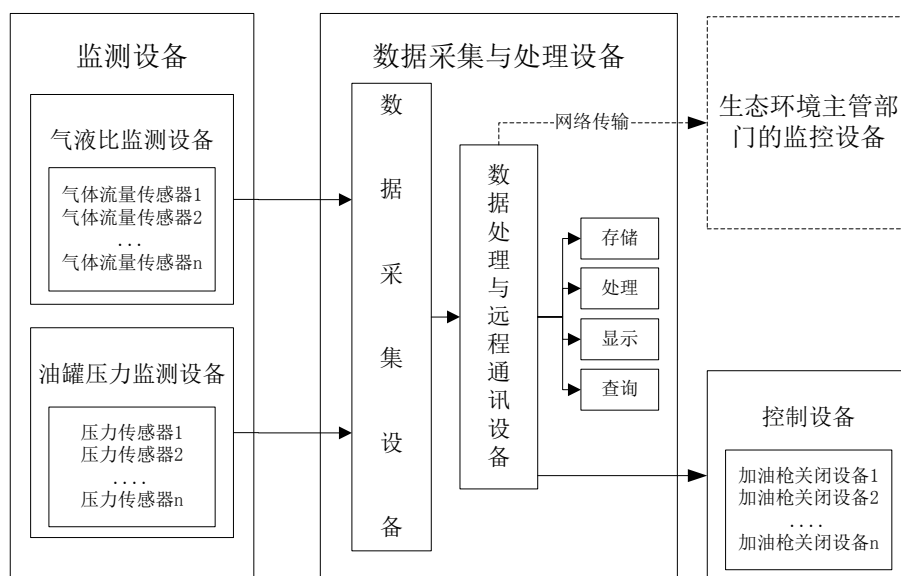 监测设备
气液比监测设备
气体流量传感器1
气体流量传感器2
...
气体流量传感器n
油罐压力监测设备
压力传感器1
压力传感器2
....
压力传感器n
数据采集与处理设备
数据采集设备
数据处理与远程通讯设备
网络传输
存储
处理
显示
查询
生态环境主管部
门的监控设备
控制设备
加油枪关闭设备1
加油枪关闭设备2
....
加油枪关闭设备n